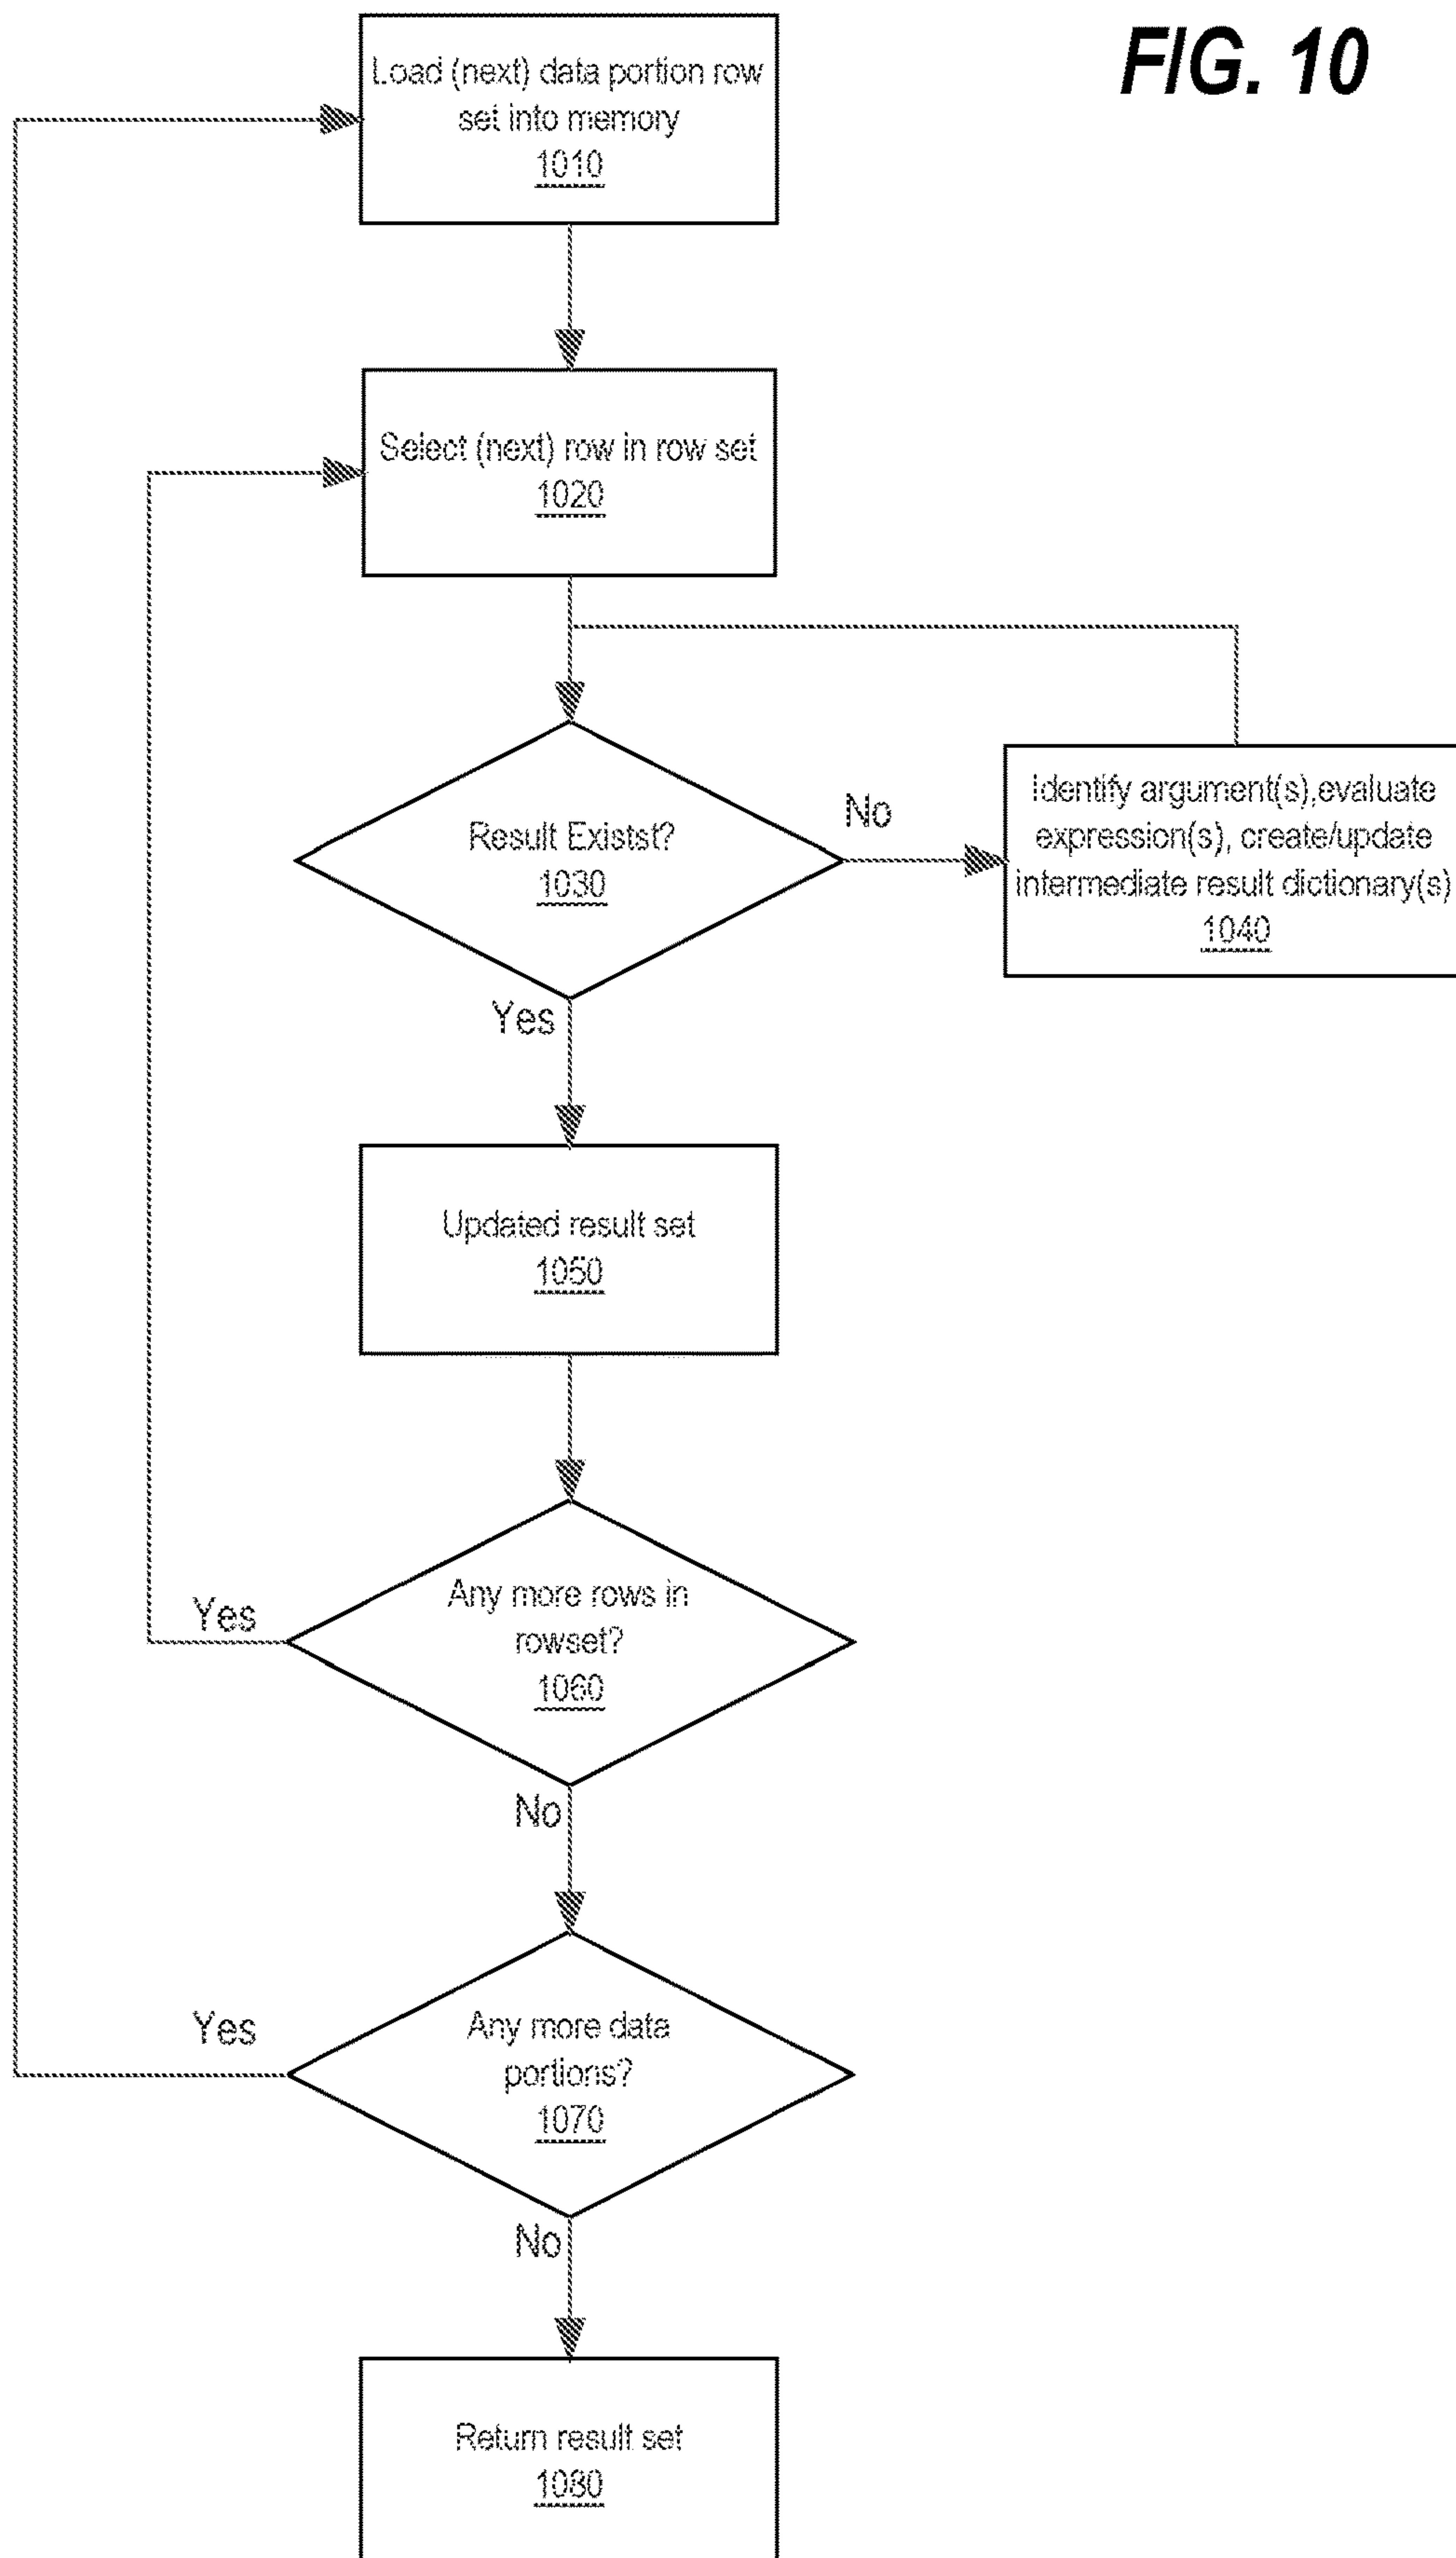 FIG. 10
Load (next) data portion row
set into memory
1010
Select (next) row in row set
1020
Result Existst?
1030
No
Identify argument(s),evaluate
expression(s), create/update
intermediate result dictionary(s)
1040
Yes
Updated result set
1050
Any more rows in
rowset?
1060
Yes
No
Any more data
portions?
1070
Yes
No
Return result set
1080